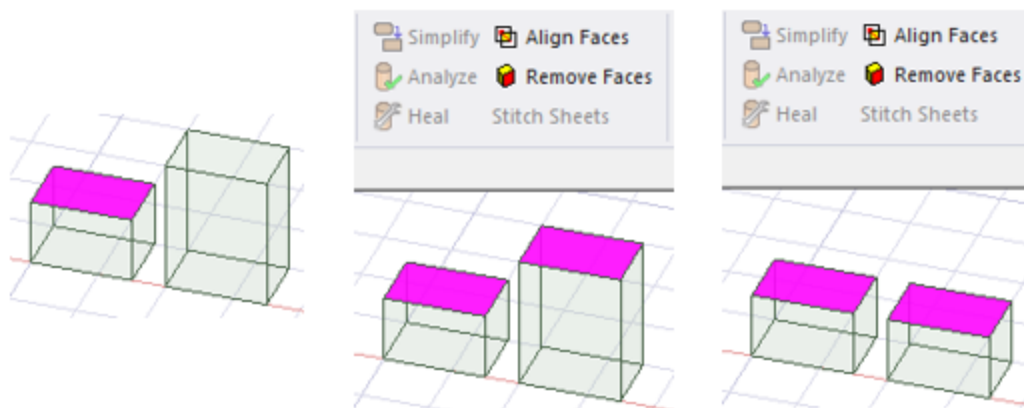 Simplify Align Faces
Analyze Remove Faces
Heal Stitch Sheets
Simplify Align Faces
Analyze Remove Faces
Heal Stitch Sheets